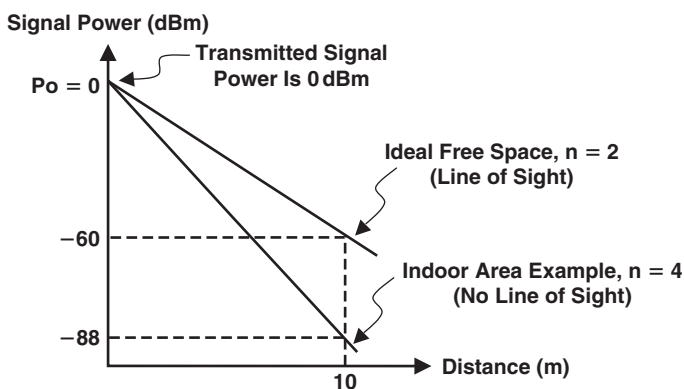 Signal Power (dBm)
Transmitted Signal
Power Is 0 dBm
Po = 0
Ideal Free Space, n = 2
(Line of Sight)
−60
Indoor Area Example, n = 4
(No Line of Sight)
−88
Distance (m)
10